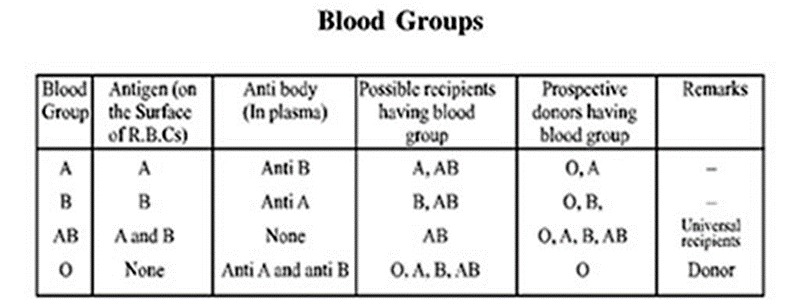 Blood Groups
Blood Group | Antigen (on the Surface of R.B.Cs) | Anti body (In plasma) | Possible recipients having blood group | Prospective donors having blood group | Remarks
A | A | Anti B | A, AB | O, A | –
B | B | Anti A | B, AB | O, B, | –
AB | A and B | None | AB | O, A, B, AB | Universal recipients
O | None | Anti A and anti B | O, A, B, AB | O | Donor